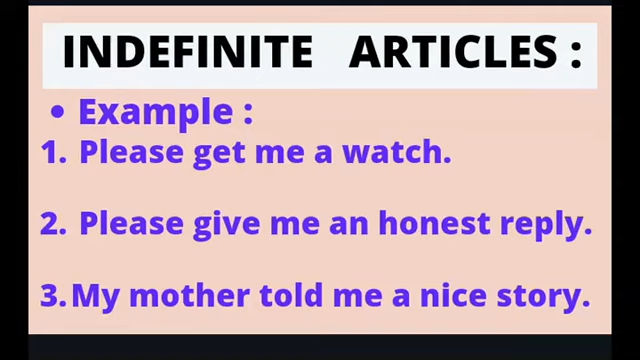 INDEFINITE ARTICLES :
• Example :
1. Please get me a watch.
2. Please give me an honest reply.
3. My mother told me a nice story.